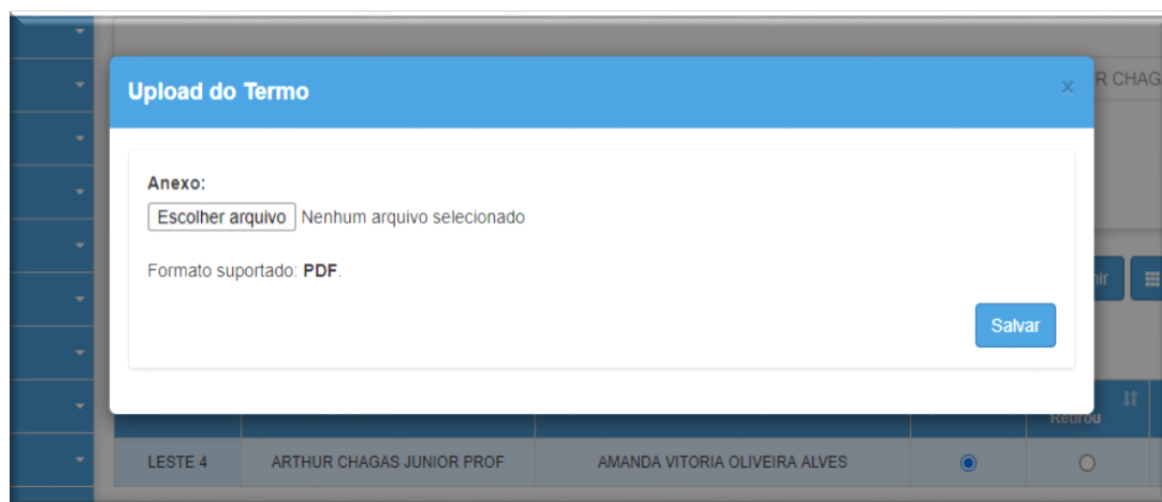 Upload do Termo ×
R CHAG
Anexo:
Escolher arquivo Nenhum arquivo selecionado
Formato suportado: PDF.
Salvar
Retirou
LESTE 4 ARTHUR CHAGAS JUNIOR PROF AMANDA VITORIA OLIVEIRA ALVES